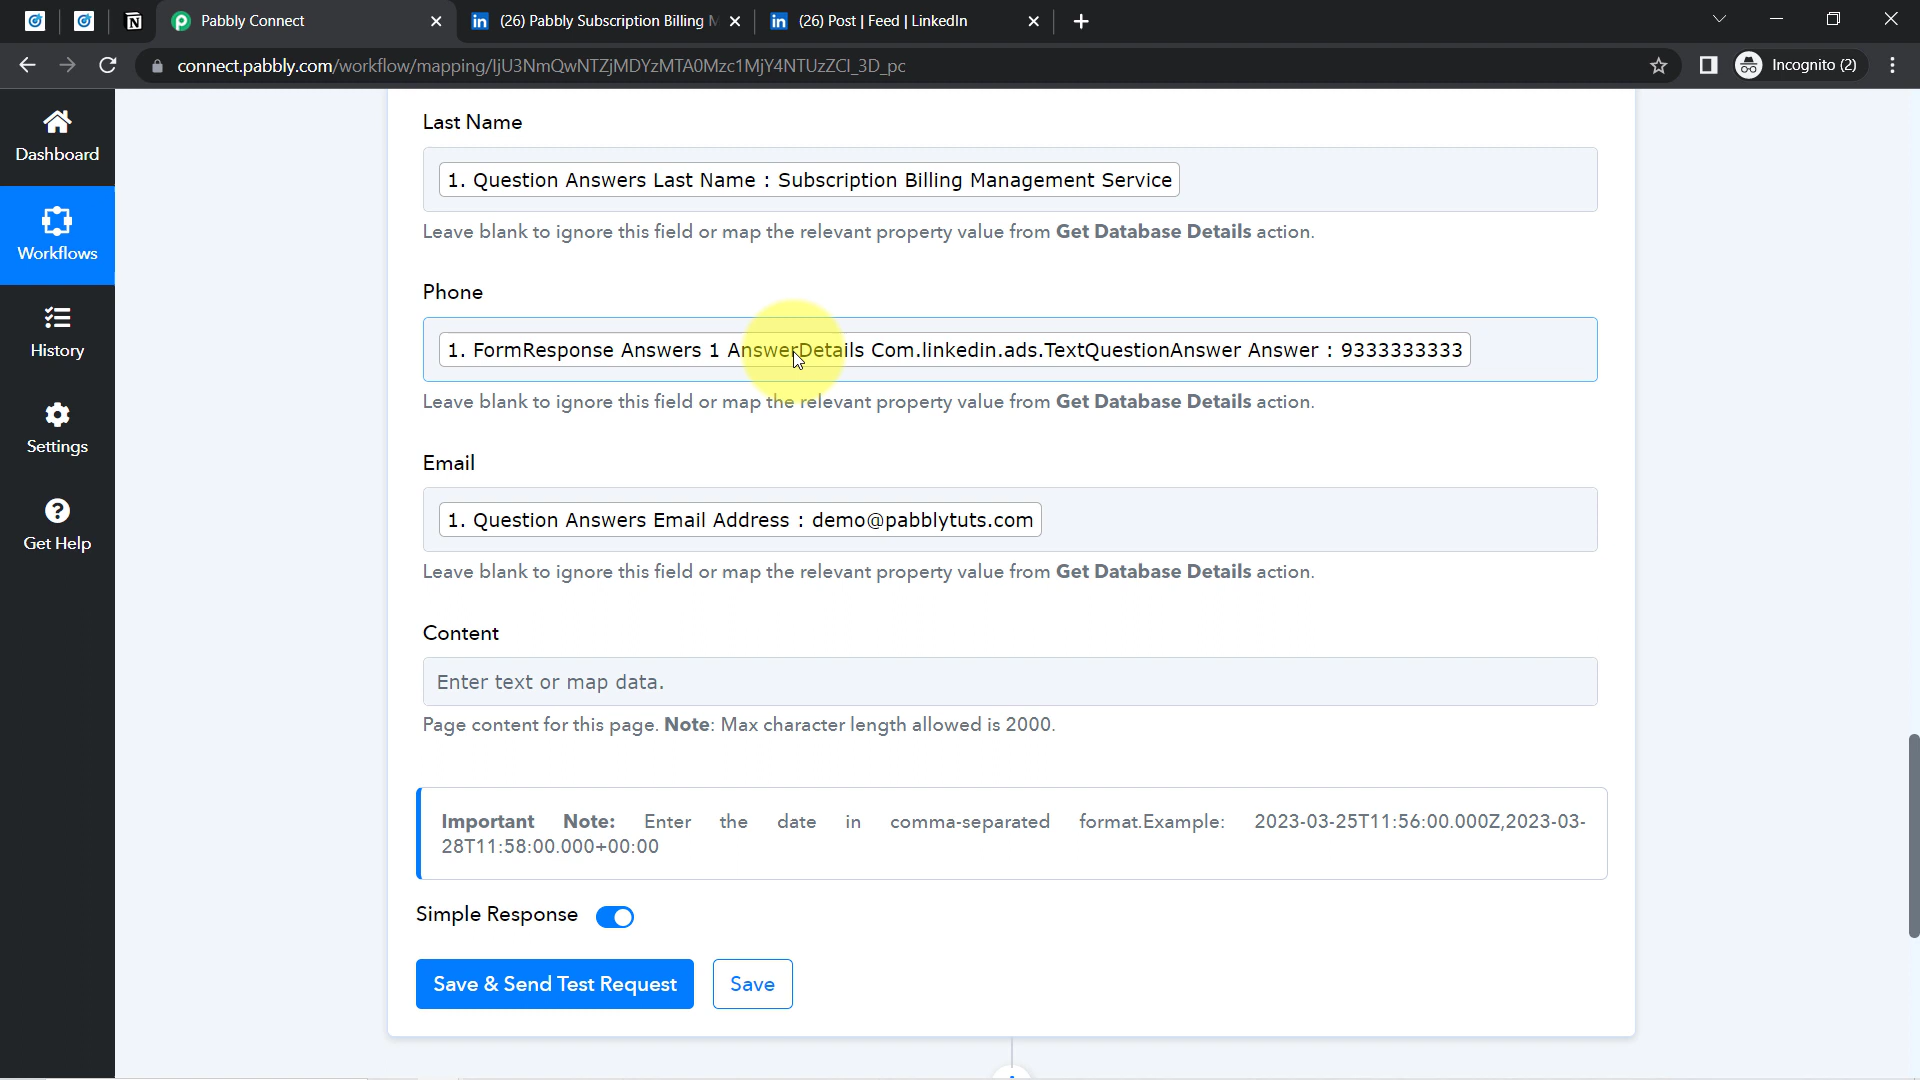 Pabbly Connect
(26) Pabbly Subscription Billing M
(26) Post | Feed | LinkedIn
connect.pabbly.com/workflow/mapping/IjU3NmQwNTZjMDYzMTA0Mzc1MjY4NTUzZCI_3D_pc
Incognito (2)
Dashboard
Workflows
History
Settings
Get Help
Last Name
1. Question Answers Last Name : Subscription Billing Management Service
Leave blank to ignore this field or map the relevant property value from Get Database Details action.
Phone
1. FormResponse Answers 1 AnswerDetails Com.linkedin.ads.TextQuestionAnswer Answer : 9333333333
Leave blank to ignore this field or map the relevant property value from Get Database Details action.
Email
1. Question Answers Email Address : demo@pabblytuts.com
Leave blank to ignore this field or map the relevant property value from Get Database Details action.
Content
Enter text or map data.
Page content for this page. Note: Max character length allowed is 2000.
Important Note: Enter the date in comma-separated format.Example: 2023-03-25T11:56:00.000Z,2023-03-
28T11:58:00.000+00:00
Simple Response
Save & Send Test Request
Save